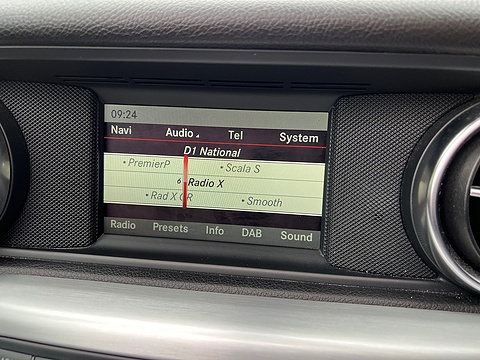 09:24
Navi Audio Tel System
D1 National
• PremierP • Scala S
6 Radio X
• Rad X CR • Smooth
Radio Presets Info DAB Sound